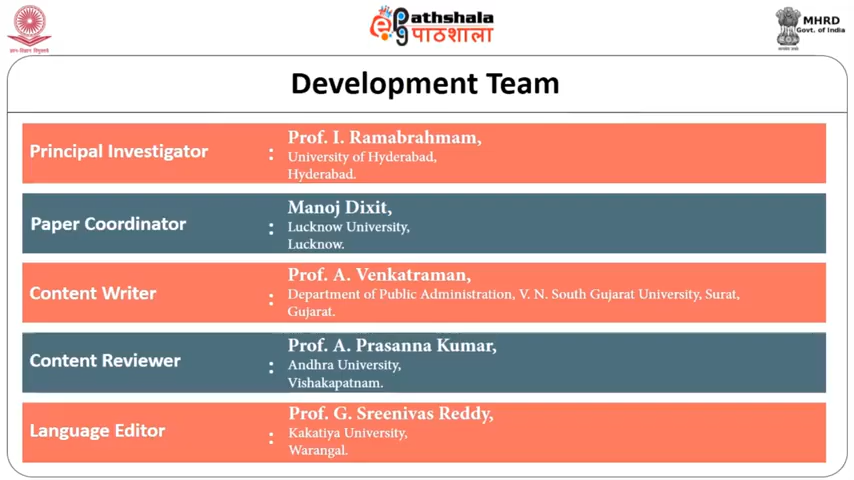 ज्ञान-विज्ञान विमुक्तये
ePathshala
पाठशाला
MHRD
Govt. of India
Development Team
Principal Investigator : Prof. I. Ramabrahmam,
University of Hyderabad,
Hyderabad.
Paper Coordinator : Manoj Dixit,
Lucknow University,
Lucknow.
Content Writer : Prof. A. Venkatraman,
Department of Public Administration, V. N. South Gujarat University, Surat,
Gujarat.
Content Reviewer : Prof. A. Prasanna Kumar,
Andhra University,
Vishakapatnam.
Language Editor : Prof. G. Sreenivas Reddy,
Kakatiya University,
Warangal.